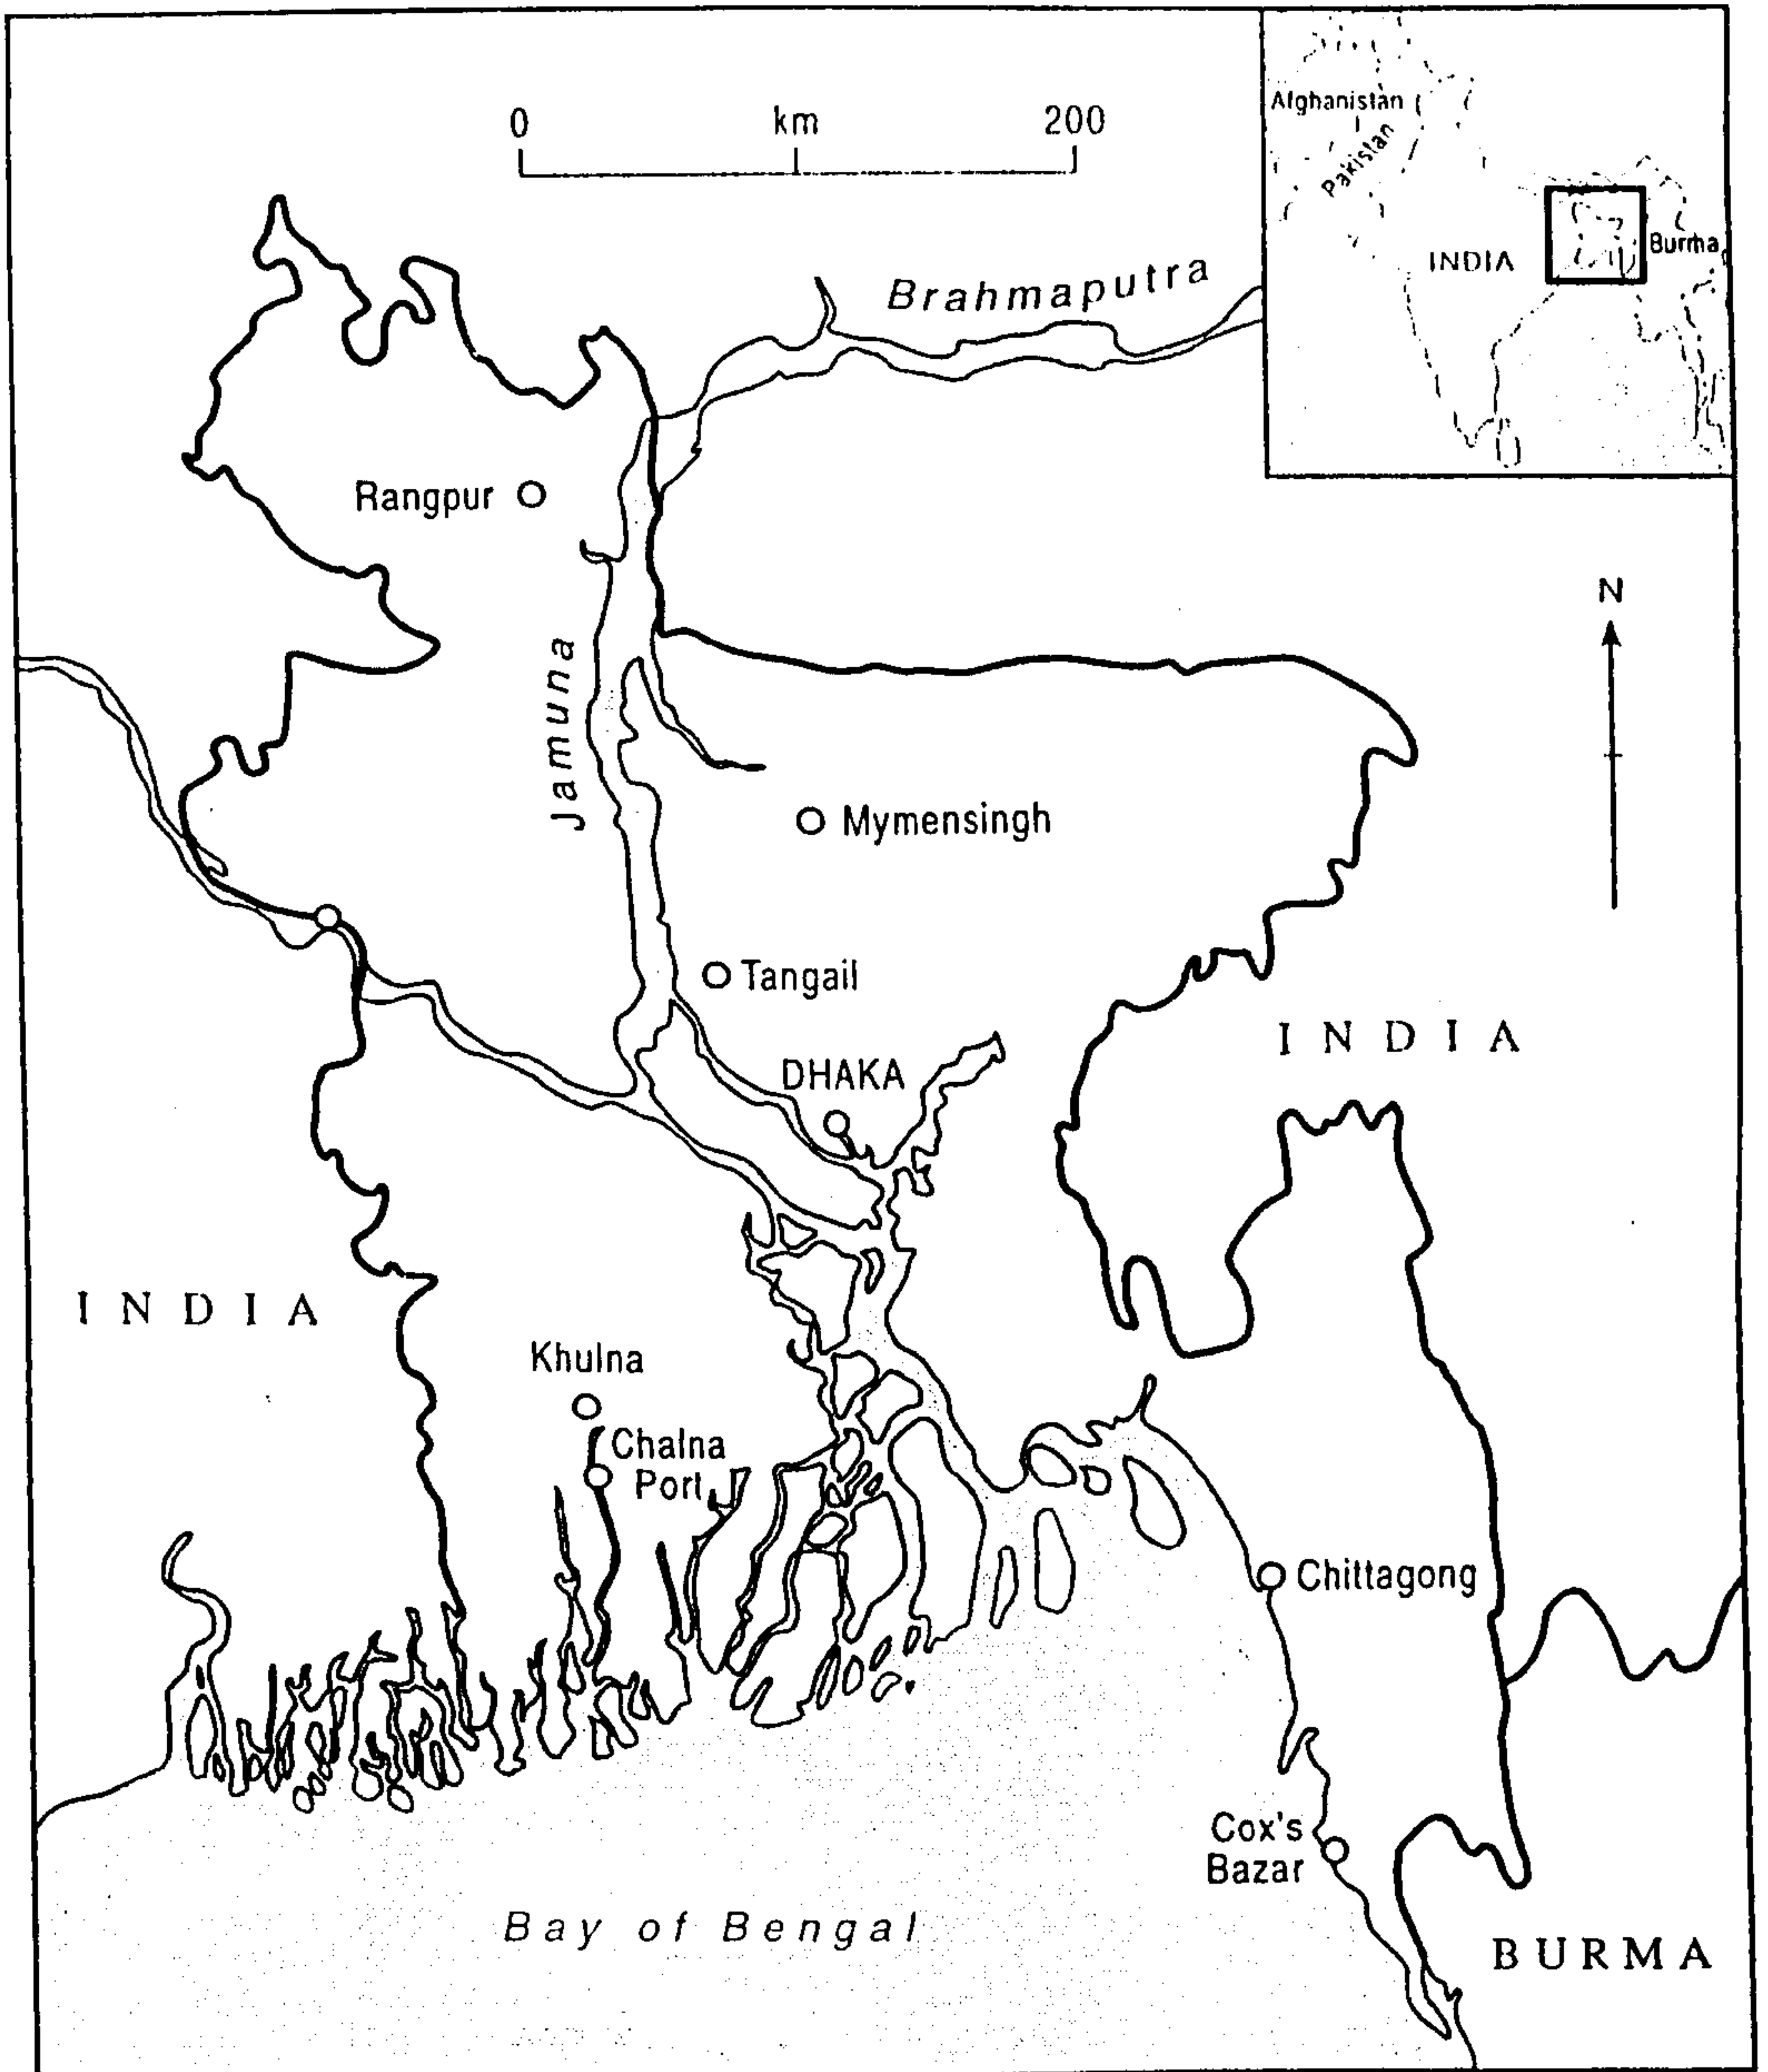 0 km 200
Afghanistan
Pakistan
INDIA
Burma
Brahmaputra
Rangpur
N
Jamuna
Mymensingh
Tangail
INDIA
DHAKA
INDIA
Khulna
Chalna
Port
Chittagong
Cox's
Bazar
Bay of Bengal
BURMA